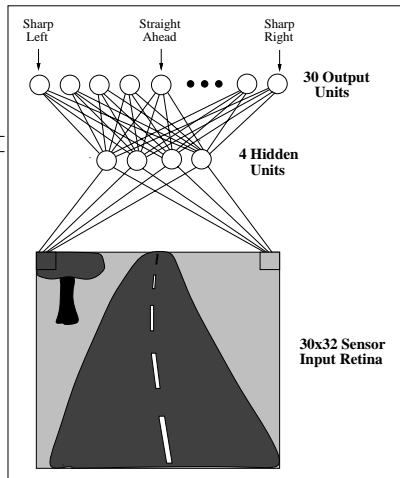 Sharp
Left
Straight
Ahead
Sharp
Right
30 Output
Units
4 Hidden
Units
30x32 Sensor
Input Retina